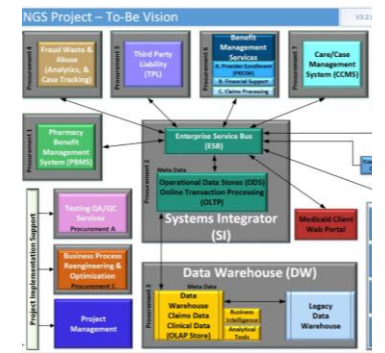 NGS Project – To-Be Vision
V3.2
Procurement 4
Fraud Waste &
Abuse
(Analytics, &
Case Tracking)
Procurement 5
Third Party
Liability
(TPL)
Procurement 6
Benefit
Management
Services
A. Provider Enrollment
B. Financial Support
C. Claims Processing
Procurement 7
Care/Case
Management
System (CCMS)
Procurement 1
Pharmacy
Benefit
Management
System (PBMS)
Procurement 2
Enterprise Service Bus
(ESB)
Meta Data
Operational Data Stores (ODS)
Online Transaction Processing
(OLTP)
Systems Integrator
(SI)
Medicaid Client
Web Portal
Project Implementation Support
Testing QA/QC
Services
Procurement A
Business Process
Reengineering &
Optimization
Procurement C
Project
Management
Data Warehouse (DW)
Procurement 3
Meta Data
Data
Warehouse
Claims Data
Clinical Data
(OLAP Store)
Business
Intelligence
Analytical
Tools
Legacy
Data
Warehouse